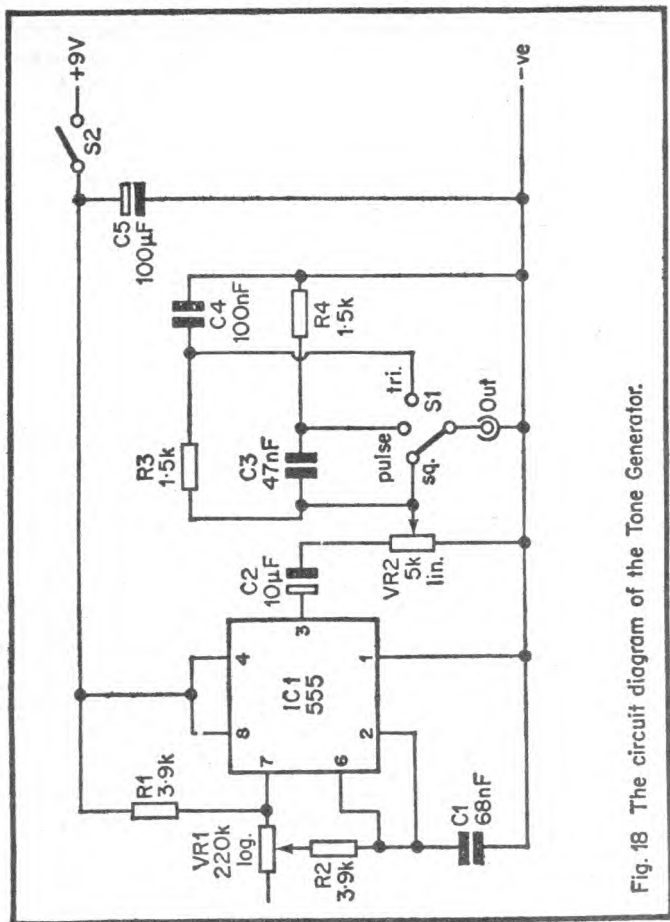 +9V
S2
C5
100µF
C4
100nF
R4
1·5k
R3
1·5k
C3
47nF
tri.
S1
pulse
sq.
Out
VR2
5k
lin.
C2
10µF
3
8
4
IC1
555
7
6
2
1
R1
3·9k
VR1
220k
log.
R2
3·9k
C1
68nF
-ve
Fig. 18 The circuit diagram of the Tone Generator.